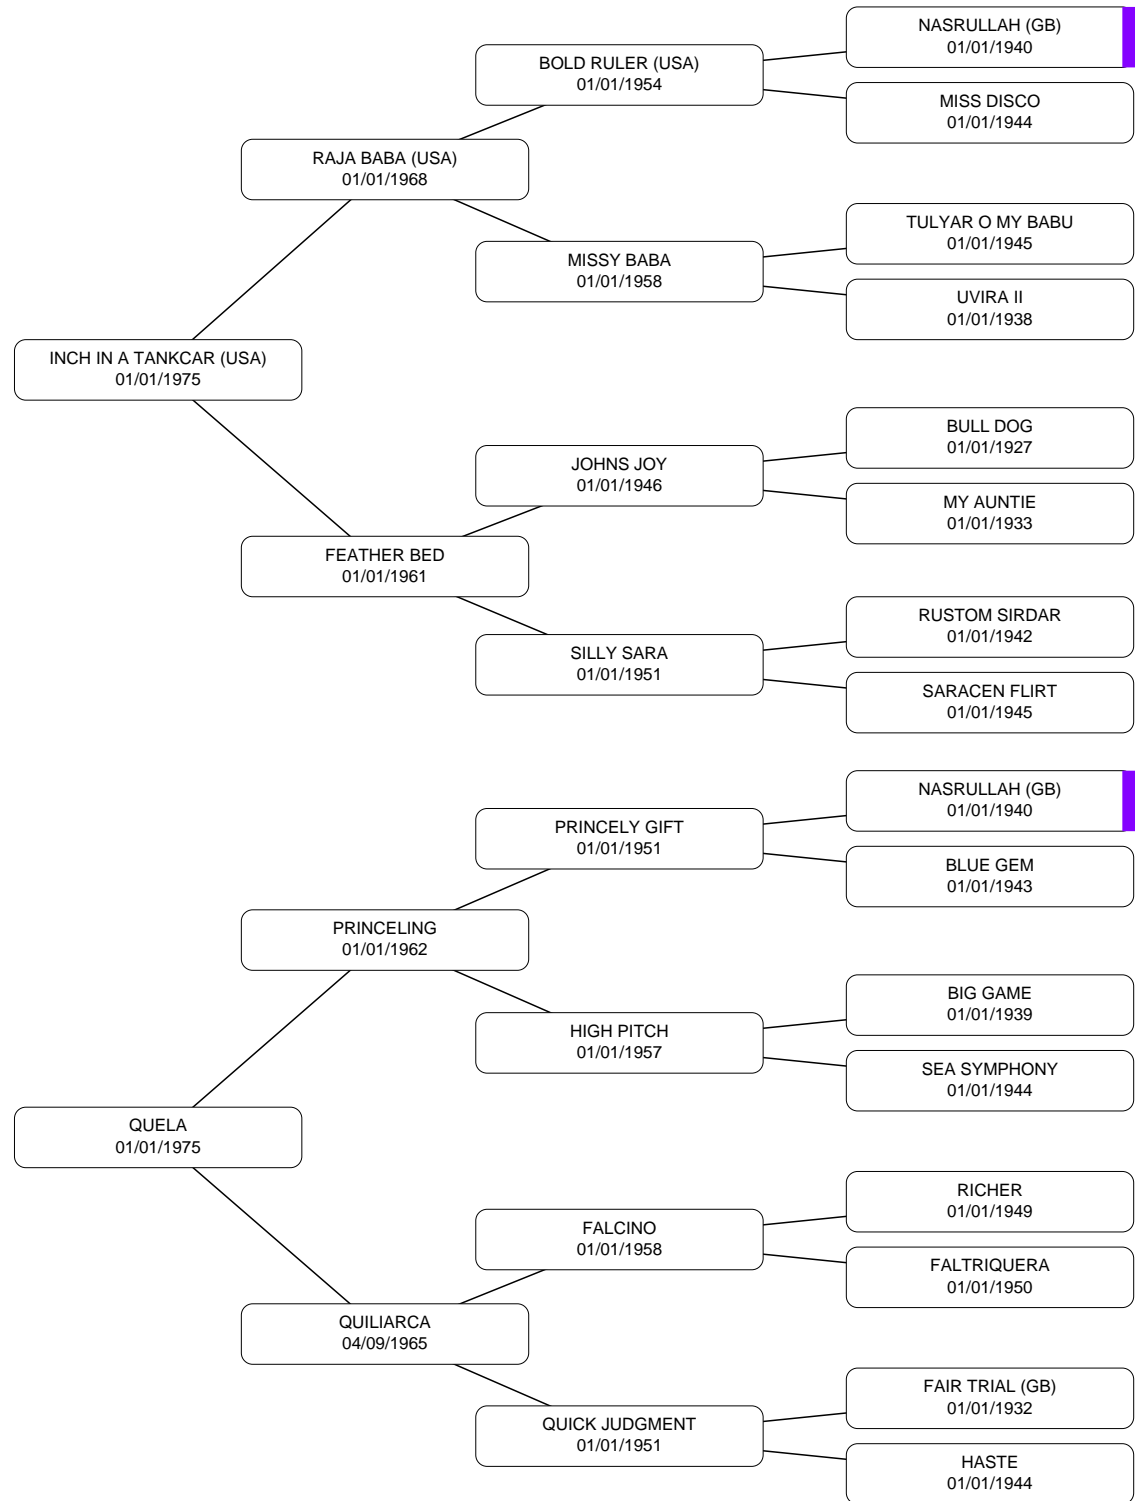 NASRULLAH (GB)
01/01/1940
BOLD RULER (USA)
01/01/1954
MISS DISCO
01/01/1944
RAJA BABA (USA)
01/01/1968
TULYAR O MY BABU
01/01/1945
MISSY BABA
01/01/1958
UVIRA II
01/01/1938
INCH IN A TANKCAR (USA)
01/01/1975
BULL DOG
01/01/1927
JOHNS JOY
01/01/1946
MY AUNTIE
01/01/1933
FEATHER BED
01/01/1961
RUSTOM SIRDAR
01/01/1942
SILLY SARA
01/01/1951
SARACEN FLIRT
01/01/1945
NASRULLAH (GB)
01/01/1940
PRINCELY GIFT
01/01/1951
BLUE GEM
01/01/1943
PRINCELING
01/01/1962
BIG GAME
01/01/1939
HIGH PITCH
01/01/1957
SEA SYMPHONY
01/01/1944
QUELA
01/01/1975
RICHER
01/01/1949
FALCINO
01/01/1958
FALTRIQUERA
01/01/1950
QUILIARCA
04/09/1965
FAIR TRIAL (GB)
01/01/1932
QUICK JUDGMENT
01/01/1951
HASTE
01/01/1944